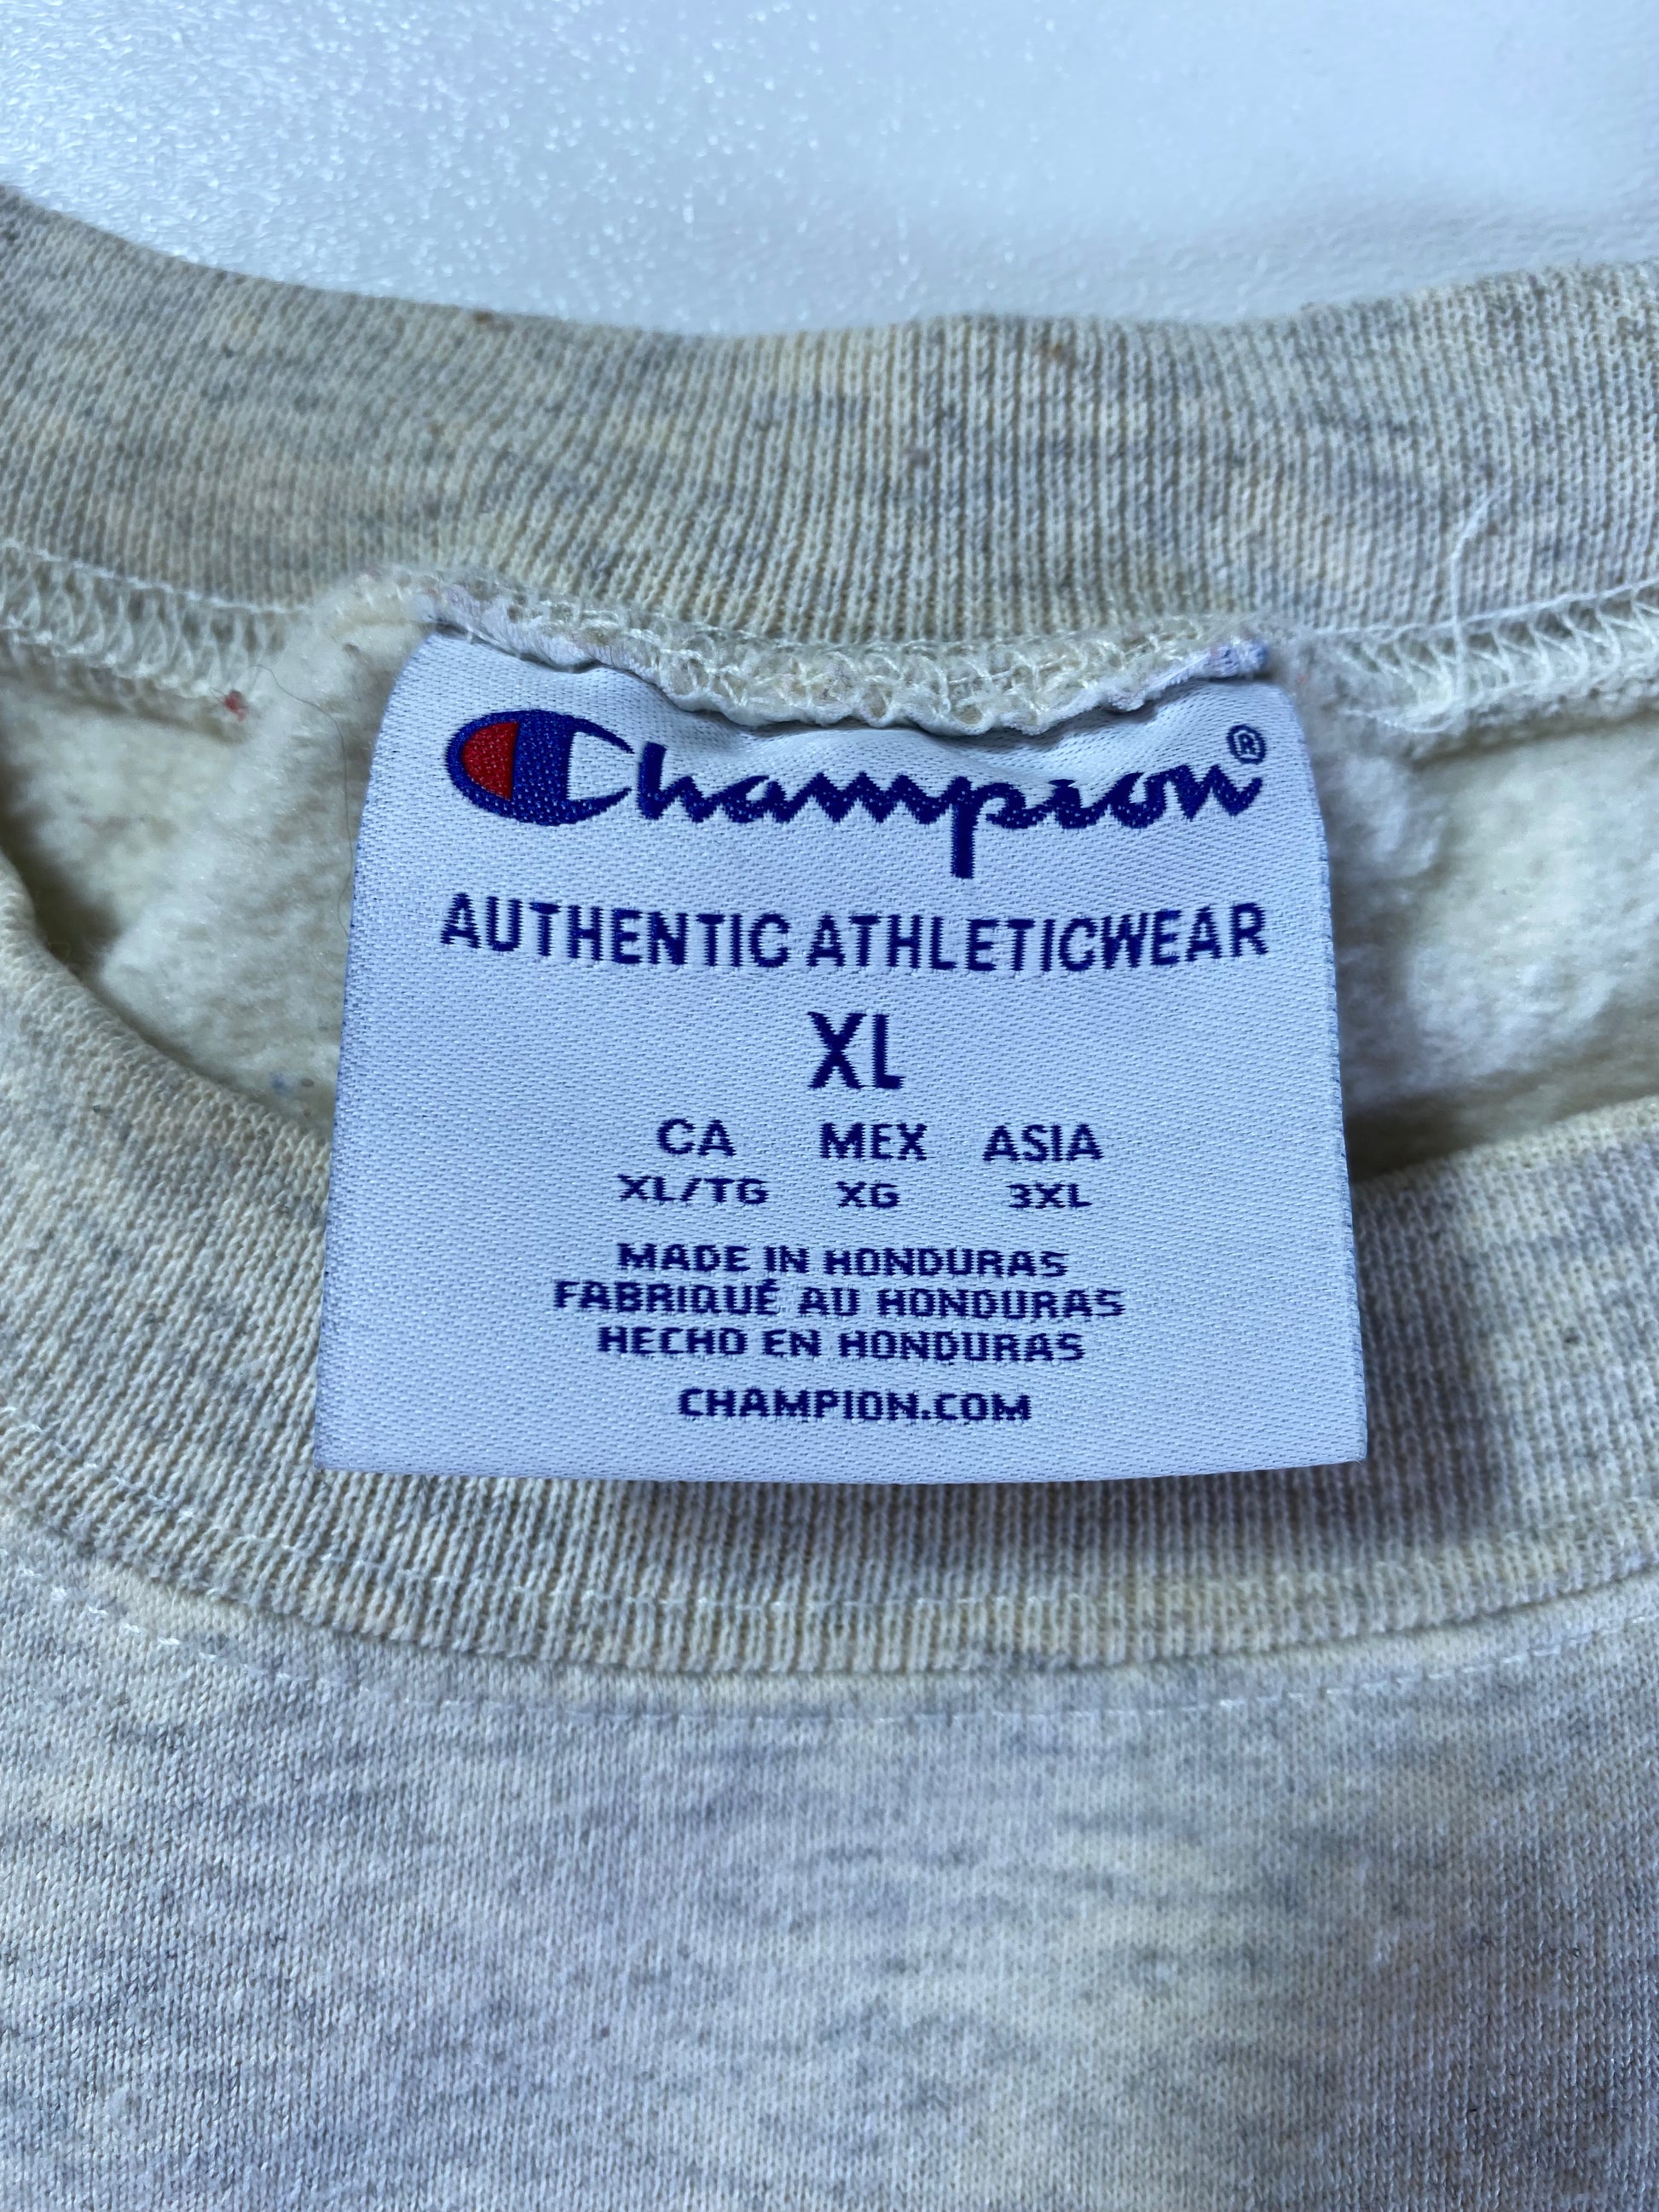 Champion®
AUTHENTIC ATHLETICWEAR
XL
CA MEX ASIA
XL/TG XG 3XL
MADE IN HONDURAS
FABRIQUÉ AU HONDURAS
HECHO EN HONDURAS
CHAMPION.COM